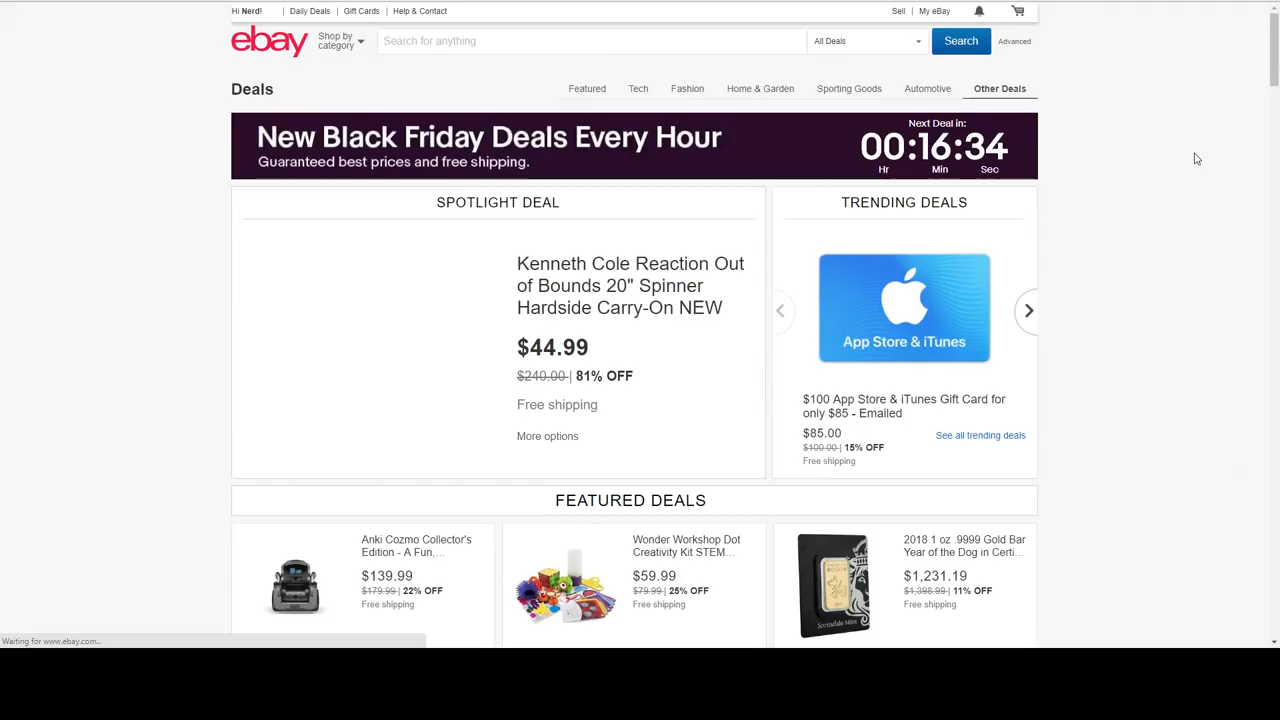 Hi Nerd! | Daily Deals | Gift Cards | Help & Contact
Sell | My eBay
ebay
Shop by
category
Search for anything
All Deals
Search
Advanced
Deals
Featured
Tech
Fashion
Home & Garden
Sporting Goods
Automotive
Other Deals
New Black Friday Deals Every Hour
Guaranteed best prices and free shipping.
Next Deal in:
00:16:34
Hr Min Sec
SPOTLIGHT DEAL
Kenneth Cole Reaction Out
of Bounds 20" Spinner
Hardside Carry-On NEW
$44.99
$240.00 | 81% OFF
Free shipping
More options
TRENDING DEALS
App Store & iTunes
$100 App Store & iTunes Gift Card for
only $85 - Emailed
$85.00
See all trending deals
$100.00 | 15% OFF
Free shipping
FEATURED DEALS
Anki Cozmo Collector's
Edition - A Fun,...
$139.99
$179.99 | 22% OFF
Free shipping
Wonder Workshop Dot
Creativity Kit STEM...
$59.99
$79.99 | 25% OFF
Free shipping
Scottsdale Mint
2018 1 oz .9999 Gold Bar
Year of the Dog in Certi...
$1,231.19
$1,398.99 | 11% OFF
Free shipping
Waiting for www.ebay.com...